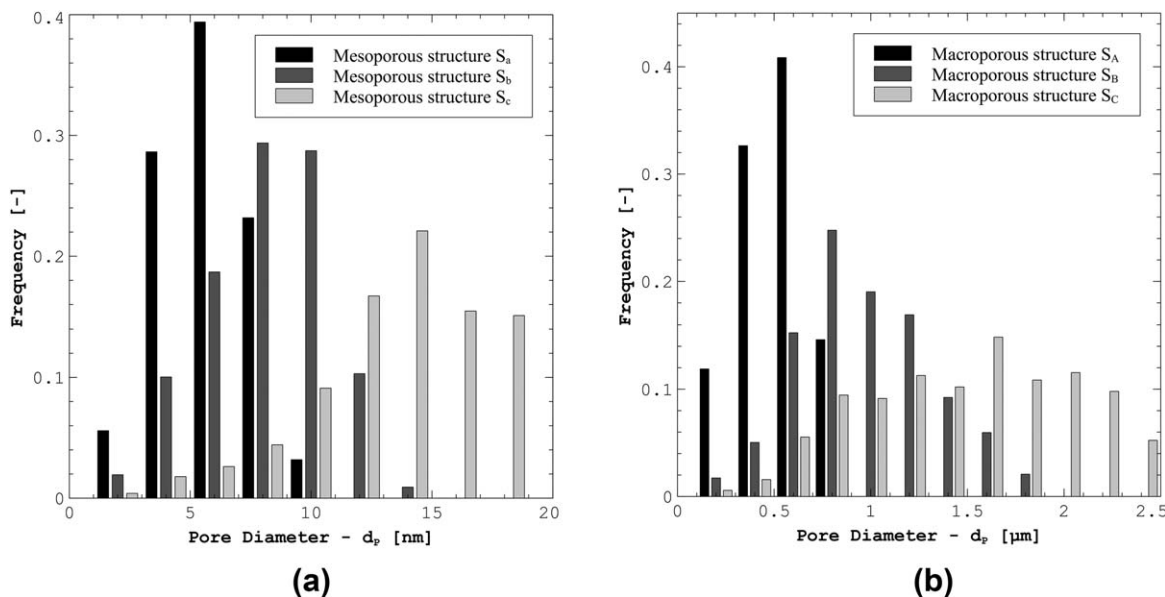 0.4
0.3
0.2
0.1
0
Frequency [-]
Mesoporous structure Sa
Mesoporous structure Sb
Mesoporous structure Sc
0 5 10 15 20
Pore Diameter - dP [nm]
(a)
0.4
0.3
0.2
0.1
0
Frequency [-]
Macroporous structure SA
Macroporous structure SB
Macroporous structure SC
0 0.5 1 1.5 2 2.5
Pore Diameter - dP [µm]
(b)